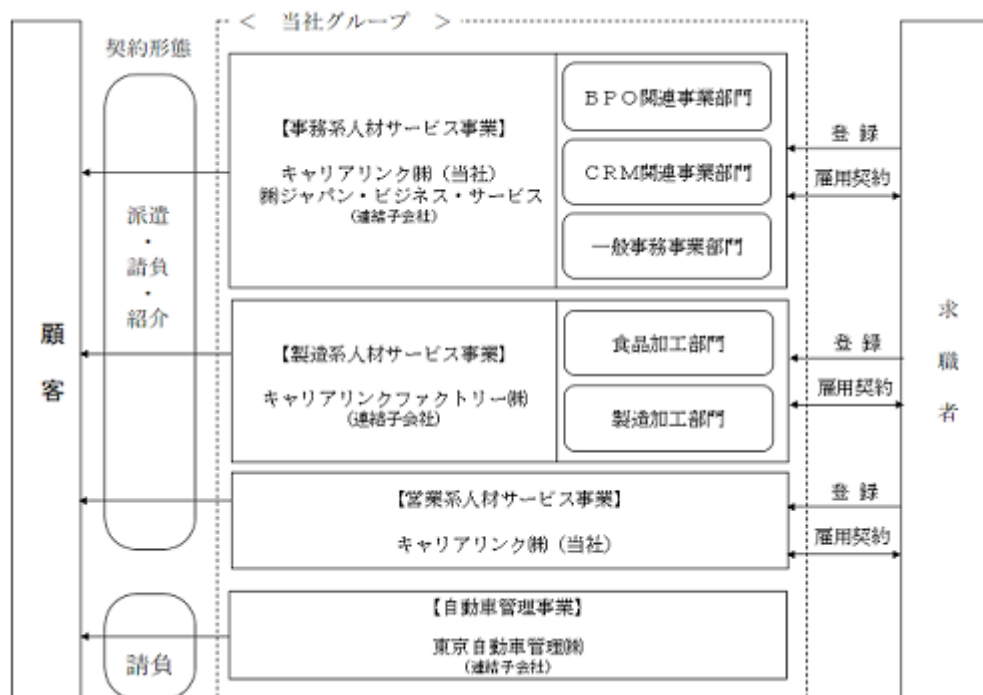 ＜ 当社グループ ＞
契約形態
顧客
派遣・請負・紹介
【事務系人材サービス事業】
キャリアリンク㈱（当社）
㈱ジャパン・ビジネス・サービス
（連結子会社）
ＢＰＯ関連事業部門
ＣＲＭ関連事業部門
一般事務事業部門
登録
雇用契約
【製造系人材サービス事業】
キャリアリンクファクトリー㈱
（連結子会社）
食品加工部門
製造加工部門
登録
雇用契約
求職者
【営業系人材サービス事業】
キャリアリンク㈱（当社）
登録
雇用契約
請負
【自動車管理事業】
東京自動車管理㈱
（連結子会社）